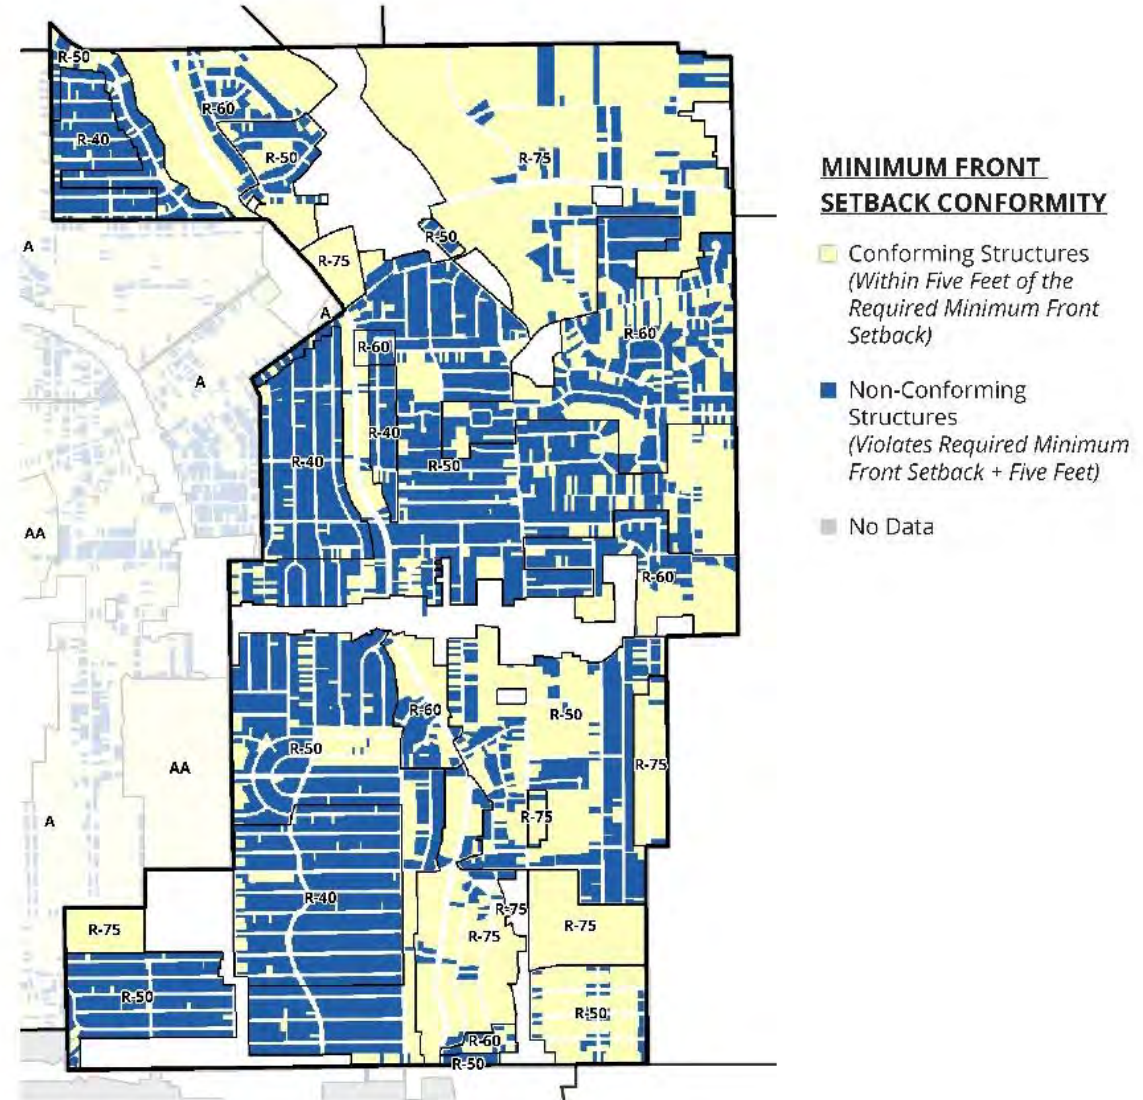 R-50
R-60
R-40
R-50
R-75
R-50
A
R-75
A
R-60
R-60
A
R-40
R-40
R-50
AA
R-60
R-60
R-50
R-50
R-75
AA
R-75
A
R-40
R-75
R-75
R-75
R-75
R-50
R-50
R-60
R-50
MINIMUM FRONT
SETBACK CONFORMITY
Conforming Structures
(Within Five Feet of the
Required Minimum Front
Setback)
Non-Conforming
Structures
(Violates Required Minimum
Front Setback + Five Feet)
No Data